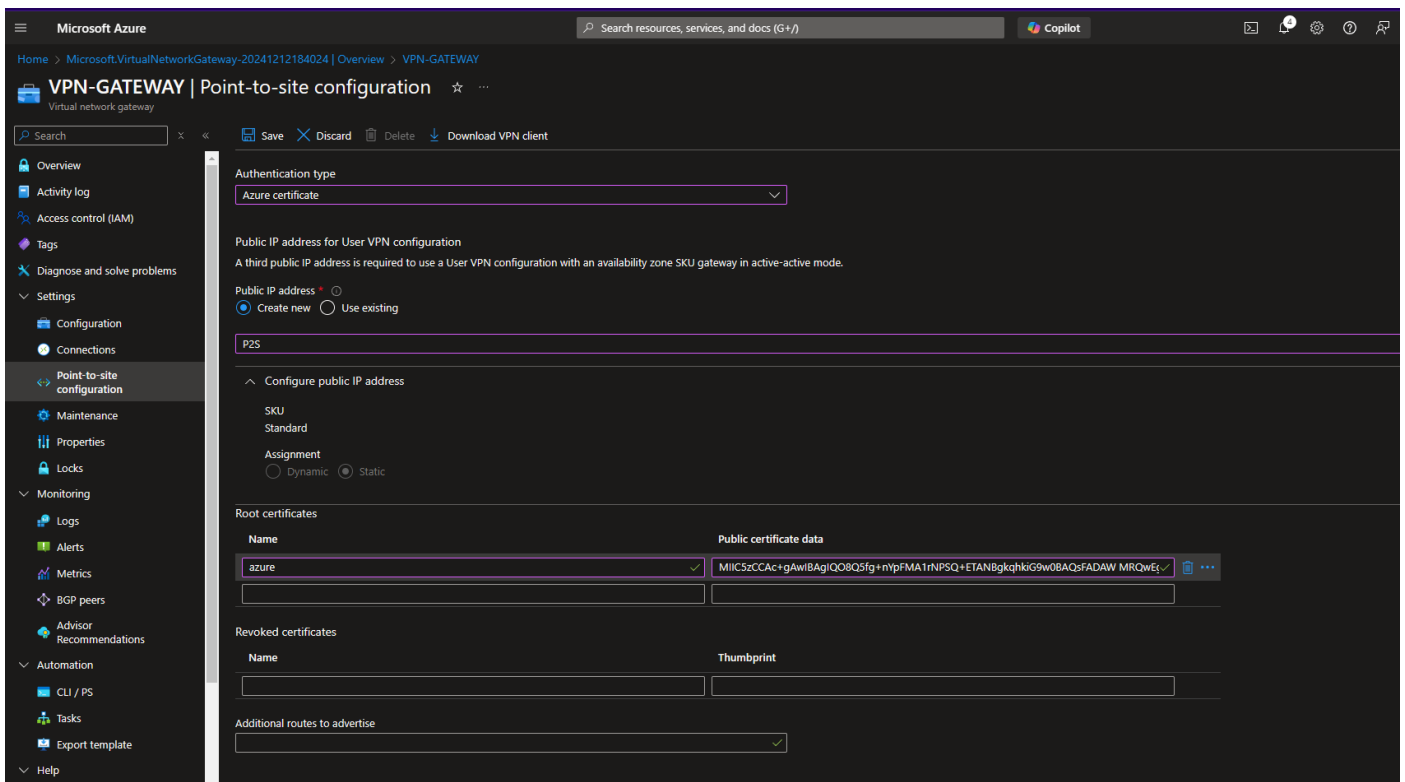 Microsoft Azure
Search resources, services, and docs (G+/)
Copilot
4
Home > Microsoft.VirtualNetworkGateway-20241212184024 | Overview > VPN-GATEWAY
VPN-GATEWAY | Point-to-site configuration
Virtual network gateway
Search
Save
Discard
Delete
Download VPN client
Overview
Activity log
Access control (IAM)
Tags
Diagnose and solve problems
Settings
Configuration
Connections
Point-to-site
configuration
Maintenance
Properties
Locks
Monitoring
Logs
Alerts
Metrics
BGP peers
Advisor
Recommendations
Automation
CLI / PS
Tasks
Export template
Help
Authentication type
Azure certificate
Public IP address for User VPN configuration
A third public IP address is required to use a User VPN configuration with an availability zone SKU gateway in active-active mode.
Public IP address *
Create new
Use existing
P2S
Configure public IP address
SKU
Standard
Assignment
Dynamic
Static
Root certificates
Name
Public certificate data
azure
MIIC5zCCAc+gAwIBAgIQO8Q5fg+nYpFMA1rNPSQ+ETANBgkqhkiG9w0BAQsFADAW MRQwEg
Revoked certificates
Name
Thumbprint
Additional routes to advertise